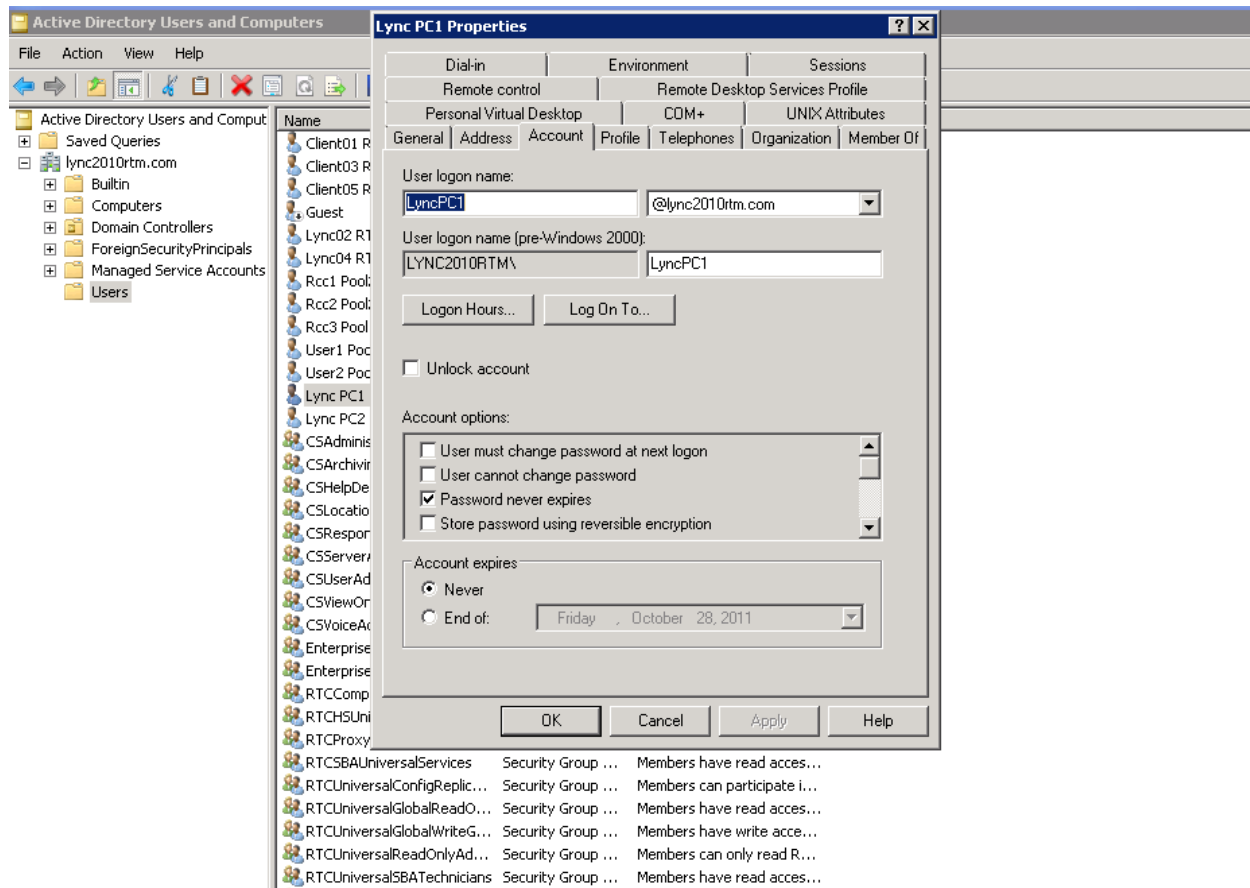 Active Directory Users and Computers
File Action View Help
Active Directory Users and Comput
Saved Queries
lync2010rtm.com
Builtin
Computers
Domain Controllers
ForeignSecurityPrincipals
Managed Service Accounts
Users
Name
Client01 R
Client03 R
Client05 R
Guest
Lync02 RT
Lync04 RT
Rcc1 Pool
Rcc2 Pool
Rcc3 Pool
User1 Poo
User2 Poo
Lync PC1
Lync PC2
CSAdminis
CSArchivin
CSHelpDe
CSLocatio
CSRespon
CSServerA
CSUserAd
CSViewOn
CSVoiceAd
Enterprise
Enterprise
RTCComp
RTCHSUni
RTCProxy
RTCSBAUniversalServices Security Group ... Members have read acces...
RTCUniversalConfigReplic... Security Group ... Members can participate i...
RTCUniversalGlobalReadO... Security Group ... Members have read acces...
RTCUniversalGlobalWriteG... Security Group ... Members have write acce...
RTCUniversalReadOnlyAd... Security Group ... Members can only read R...
RTCUniversalSBATechnicians Security Group ... Members have read acces...
Lync PC1 Properties
Dial-in Environment Sessions
Remote control Remote Desktop Services Profile
Personal Virtual Desktop COM+ UNIX Attributes
General Address Account Profile Telephones Organization Member Of
User logon name:
LyncPC1 @lync2010rtm.com
User logon name (pre-Windows 2000):
LYNC2010RTM\ LyncPC1
Logon Hours... Log On To...
Unlock account
Account options:
User must change password at next logon
User cannot change password
Password never expires
Store password using reversible encryption
Account expires
Never
End of: Friday , October 28, 2011
OK Cancel Apply Help